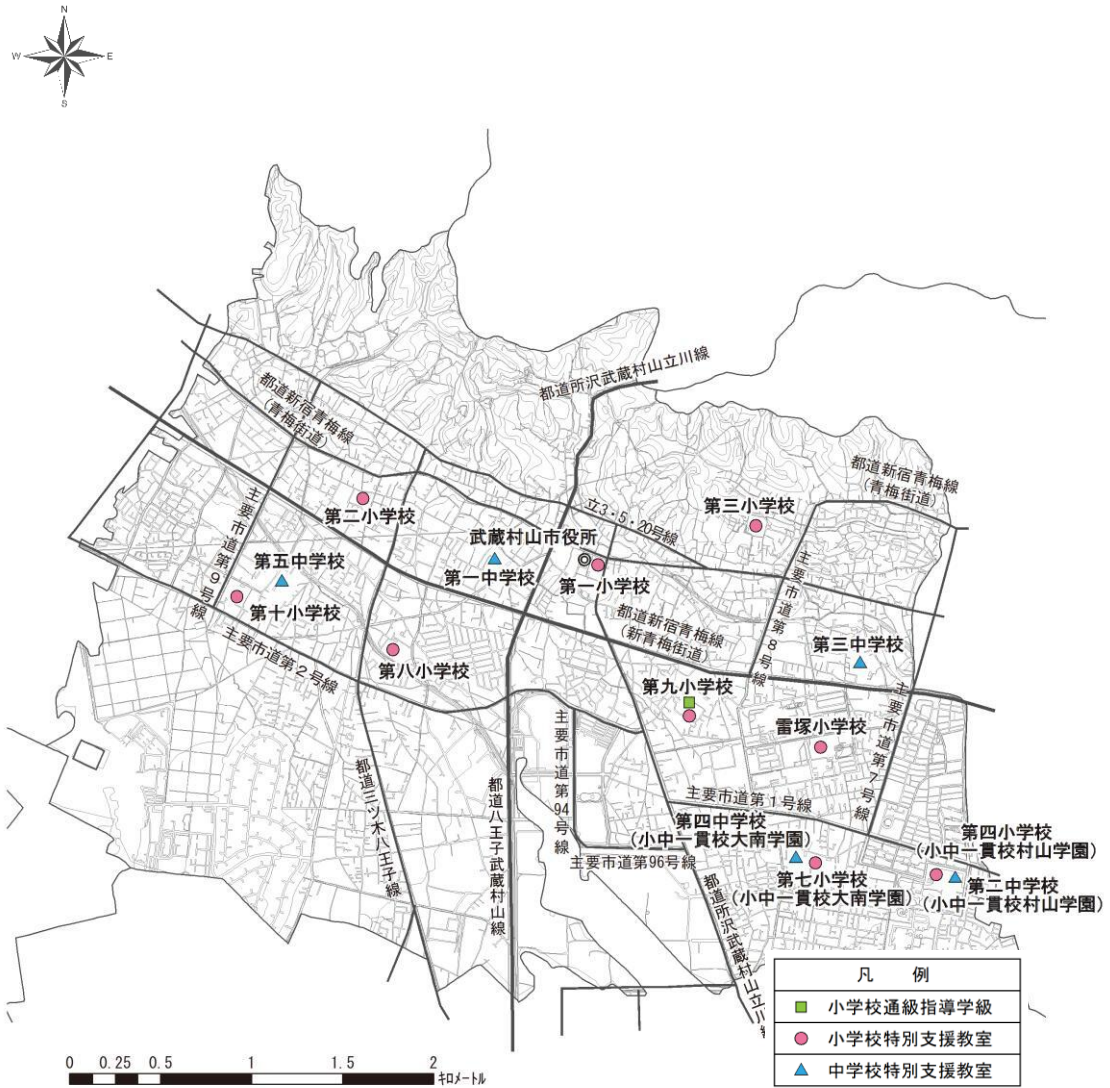 N
W
E
S
都道所沢武蔵村山立川線
都道新宿青梅線
(青梅街道)
都道新宿青梅線
(青梅街道)
立3・5・20号線
第三小学校
第二小学校
主要市道第9号線
武蔵村山市役所
第五中学校
第一中学校
第一小学校
主要市道第8号線
第十小学校
都道新宿青梅線
(新青梅街道)
第三中学校
主要市道第2号線
第八小学校
第九小学校
主要市道第7号線
雷塚小学校
主要市道第94号線
都道三ツ木八王子線
都道八王子武蔵村山線
主要市道第1号線
第四中学校
(小中一貫校大南学園)
第四小学校
(小中一貫校村山学園)
主要市道第96号線
第七小学校
(小中一貫校大南学園)
第二中学校
(小中一貫校村山学園)
都道所沢武蔵村山立川線
凡 例
小学校通級指導学級
小学校特別支援教室
中学校特別支援教室
0 0.25 0.5 1 1.5 2
キロメートル